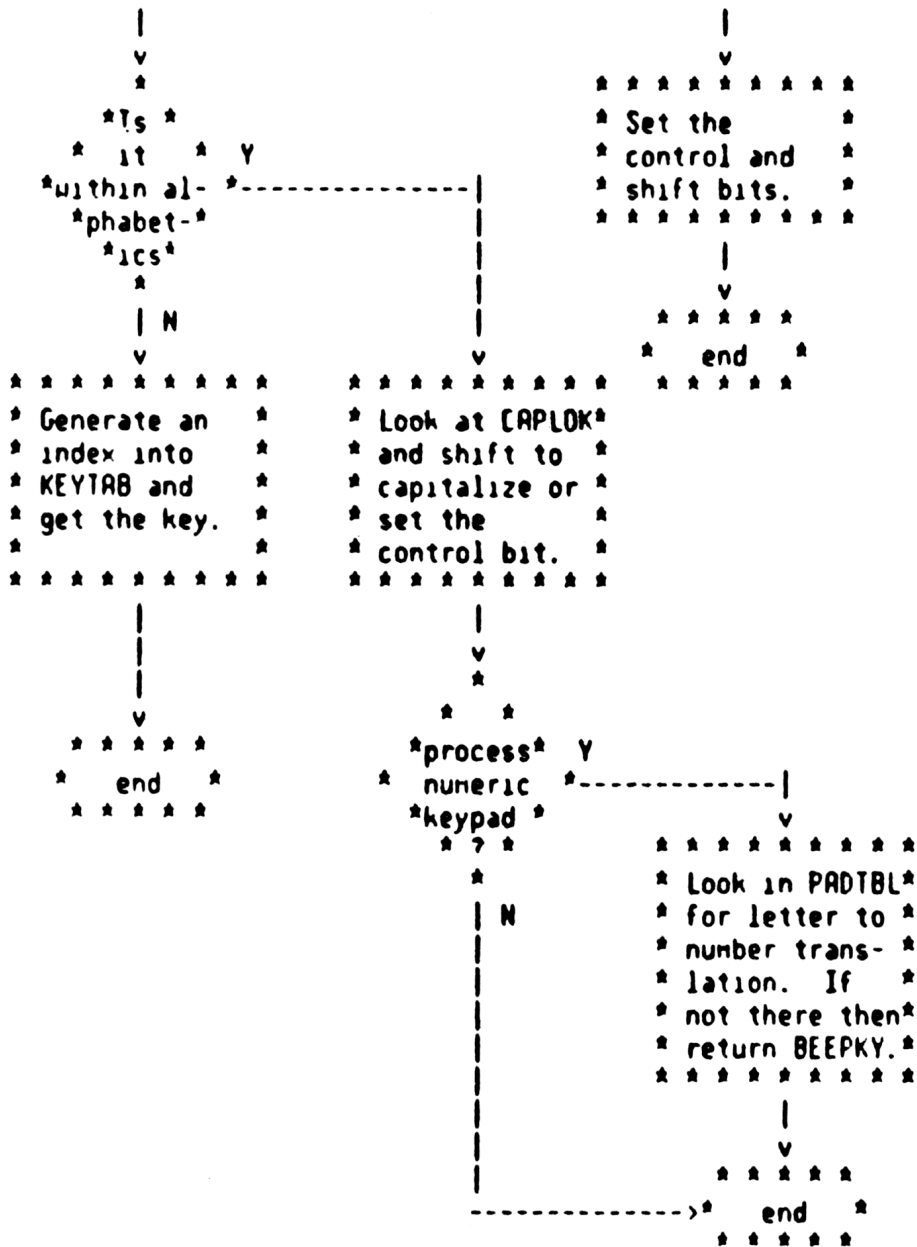 Is
it
within al-
phabet-
ics
Y
N
Set the
control and
shift bits.
end
Generate an
index into
KEYTAB and
get the key.
end
Look at CAPLOK
and shift to
capitalize or
set the
control bit.
process
numeric
keypad
?
Y
N
Look in PADTBL
for letter to
number trans-
lation. If
not there then
return BEEPKY.
end